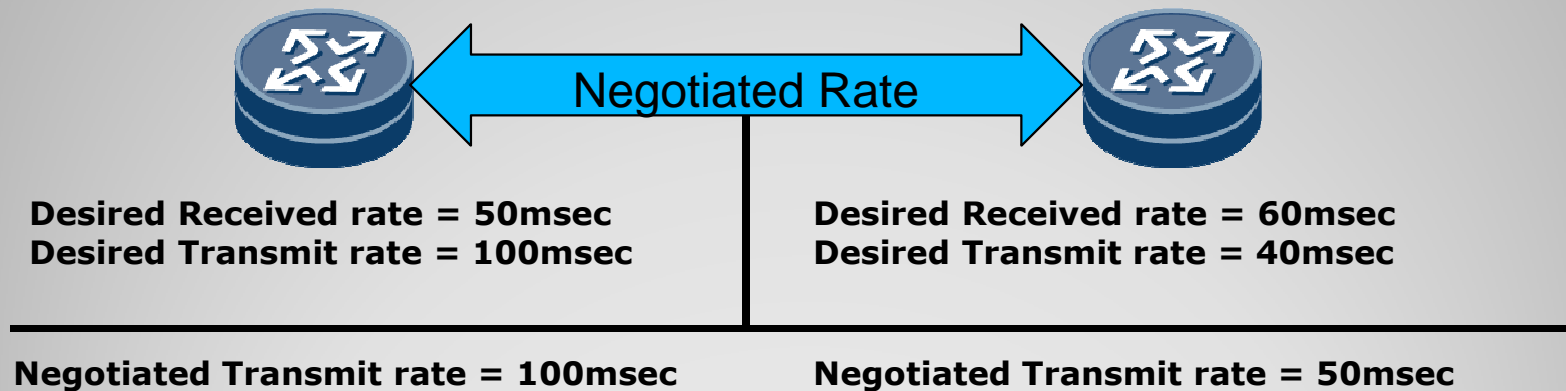 Negotiated Rate
Desired Received rate = 50msec
Desired Transmit rate = 100msec
Desired Received rate = 60msec
Desired Transmit rate = 40msec
Negotiated Transmit rate = 100msec
Negotiated Transmit rate = 50msec